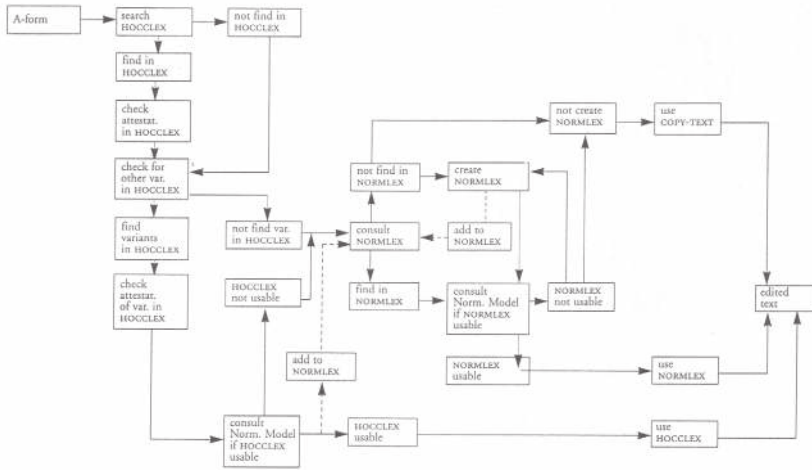 A-form
search
HOCCLEX
not find in
HOCCLEX
find in
HOCCLEX
check
attestat.
in HOCCLEX
check for
other var.
in HOCCLEX
find
variants
in HOCCLEX
check
attestat.
of var. in
HOCCLEX
not find var.
in HOCCLEX
HOCCLEX
not usable
add to
NORMLEX
consult
Norm. Model
if HOCCLEX
usable
HOCCLEX
usable
use
HOCCLEX
not find in
NORMLEX
consult
NORMLEX
find in
NORMLEX
create
NORMLEX
add to
NORMLEX
consult
Norm. Model
if NORMLEX
usable
NORMLEX
usable
NORMLEX
not usable
not create
NORMLEX
use
COPY-TEXT
use
NORMLEX
edited
text